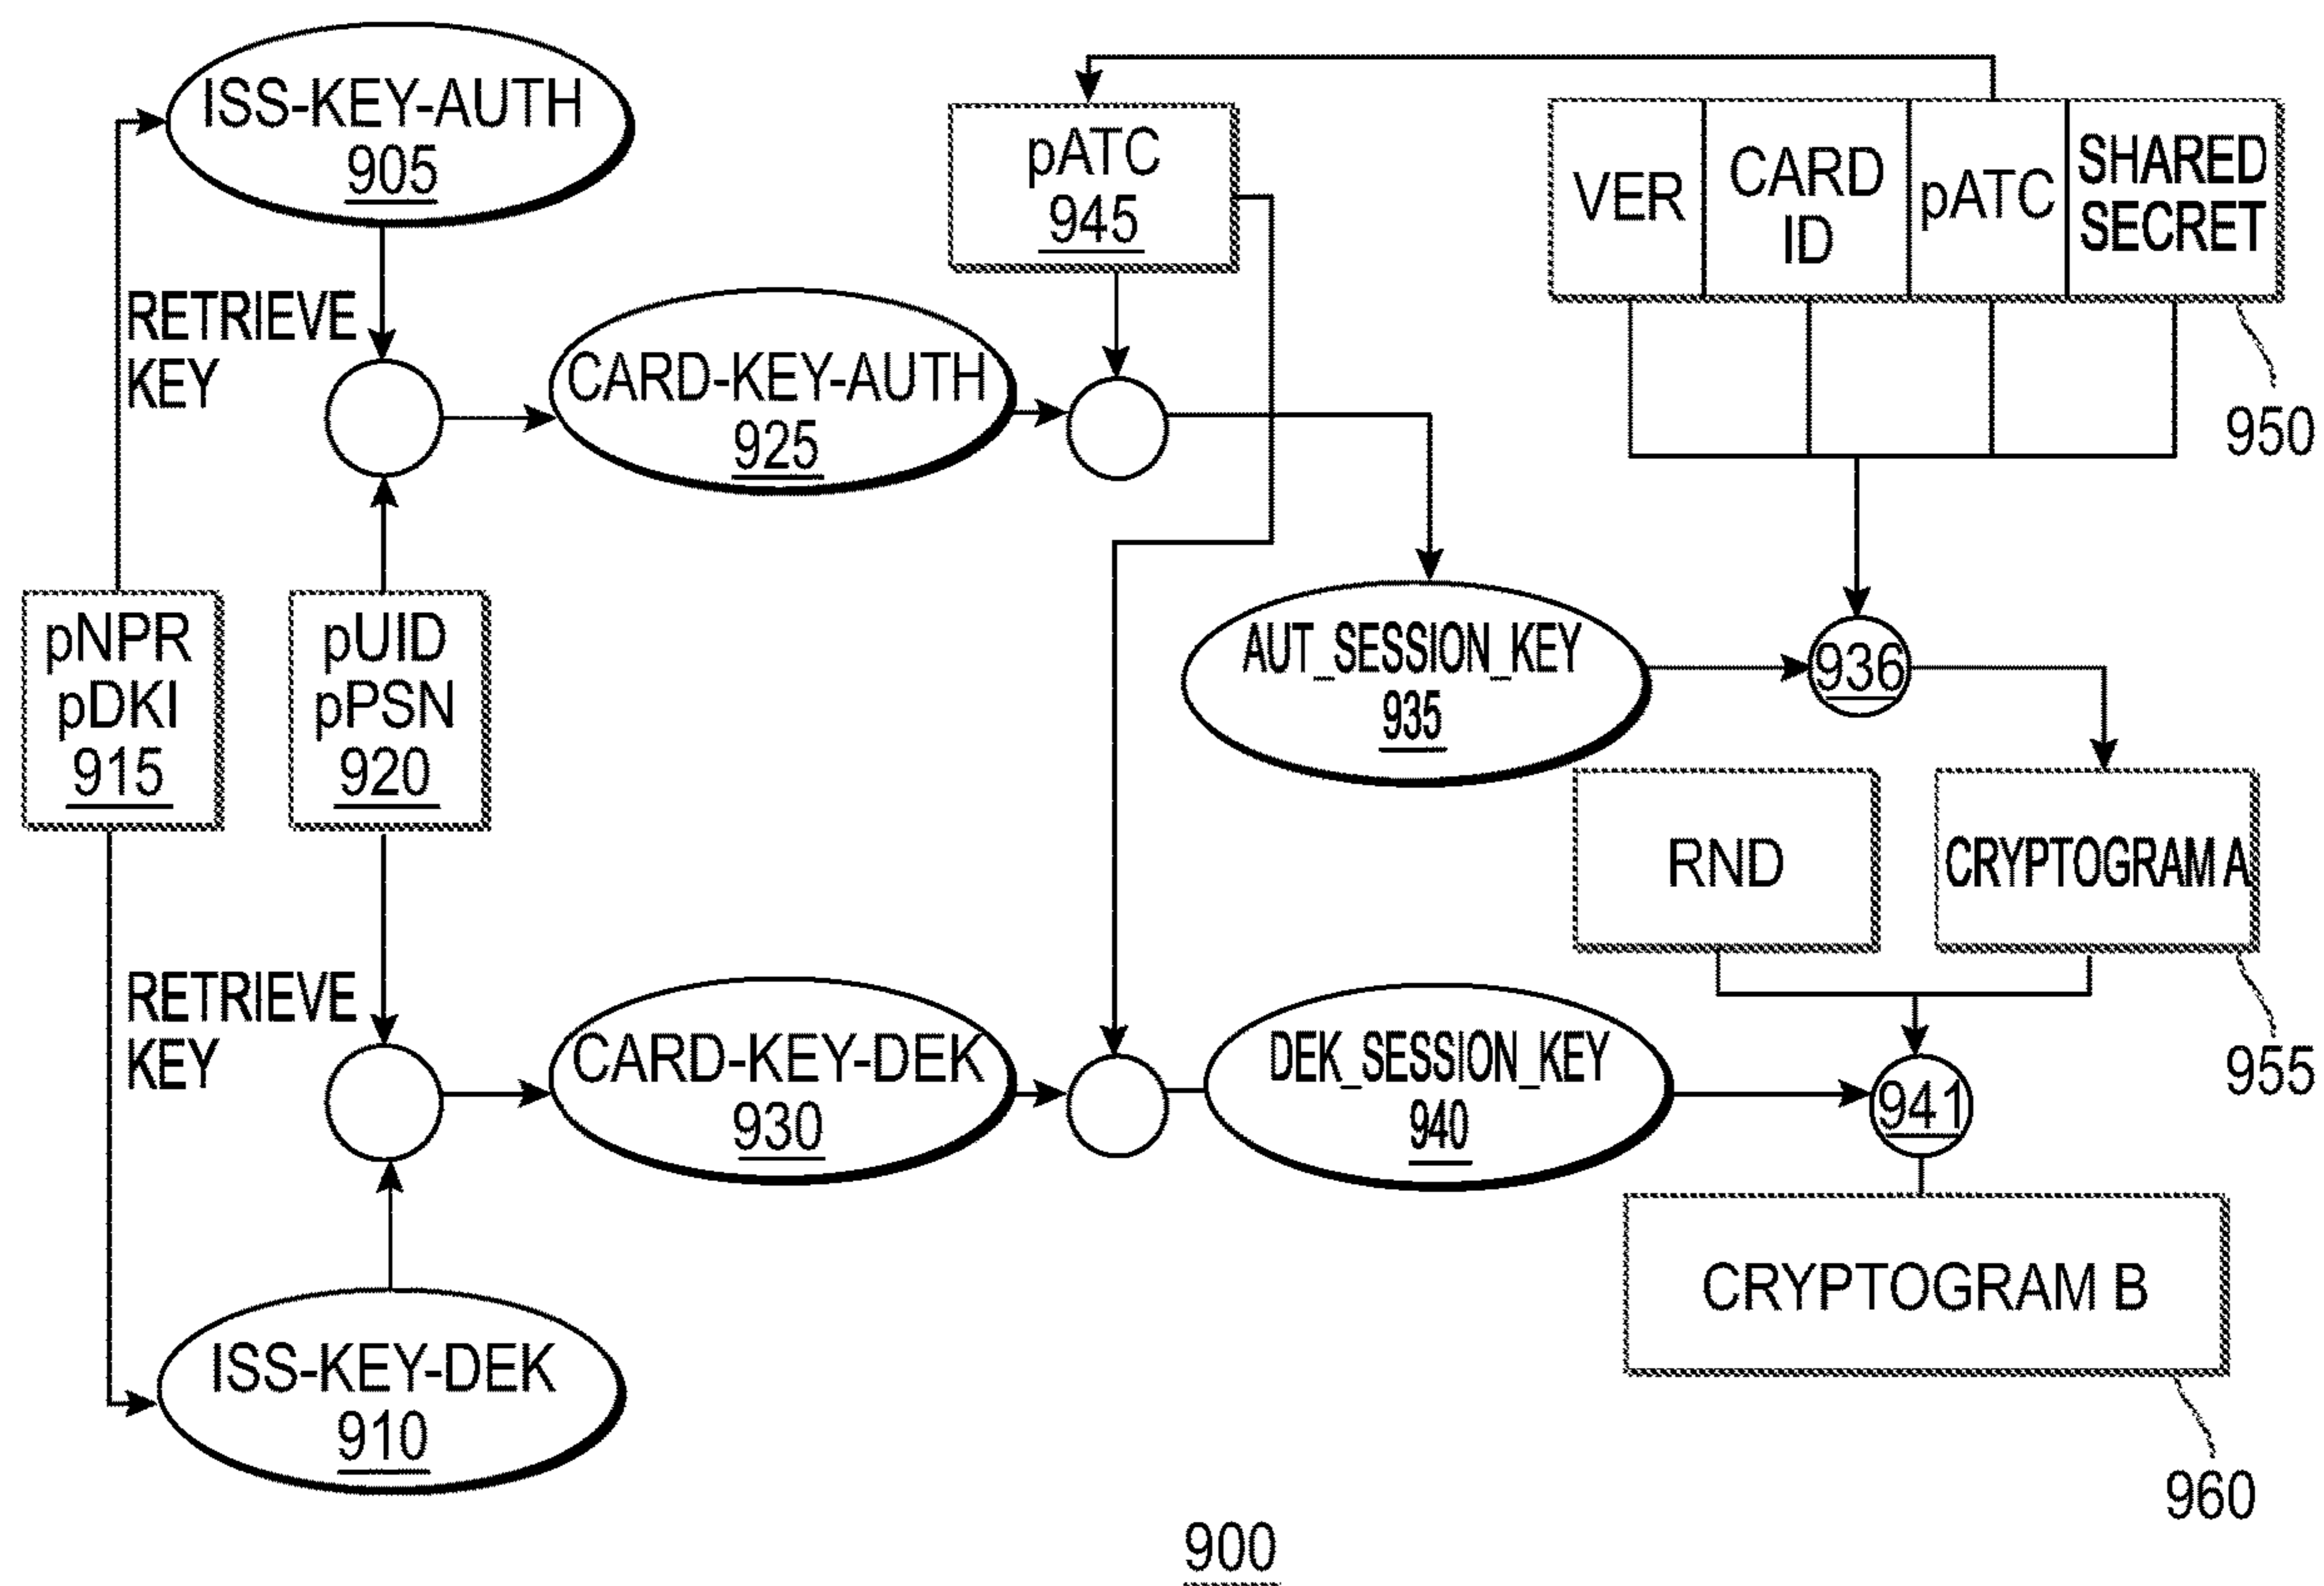 ISS-KEY-AUTH
905
RETRIEVE
KEY
pATC
945
VER
CARD
ID
pATC
SHARED
SECRET
950
CARD-KEY-AUTH
925
pNPR
pDKI
915
pUID
pPSN
920
AUT_SESSION_KEY
935
936
RND
CRYPTOGRAM A
955
RETRIEVE
KEY
CARD-KEY-DEK
930
DEK_SESSION_KEY
940
941
CRYPTOGRAM B
960
ISS-KEY-DEK
910
900